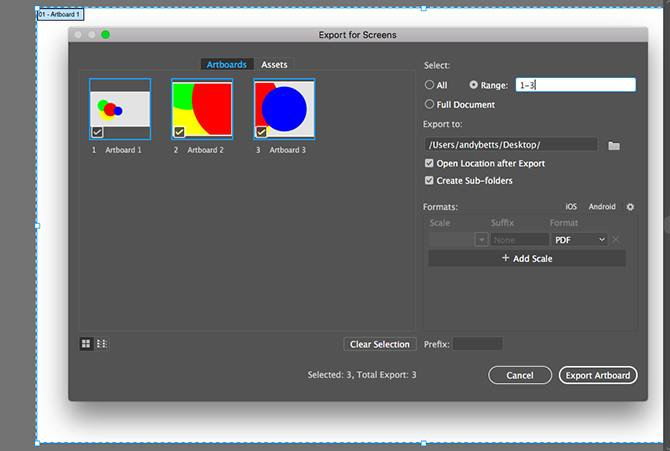 01 - Artboard 1
Export for Screens
Artboards Assets
1 Artboard 1
2 Artboard 2
3 Artboard 3
Clear Selection
Select:
All Range: 1-3
Full Document
Export to:
/Users/andybetts/Desktop/
Open Location after Export
Create Sub-folders
Formats: iOS Android
Scale Suffix Format
None PDF
+ Add Scale
Prefix:
Selected: 3, Total Export: 3
Cancel Export Artboard